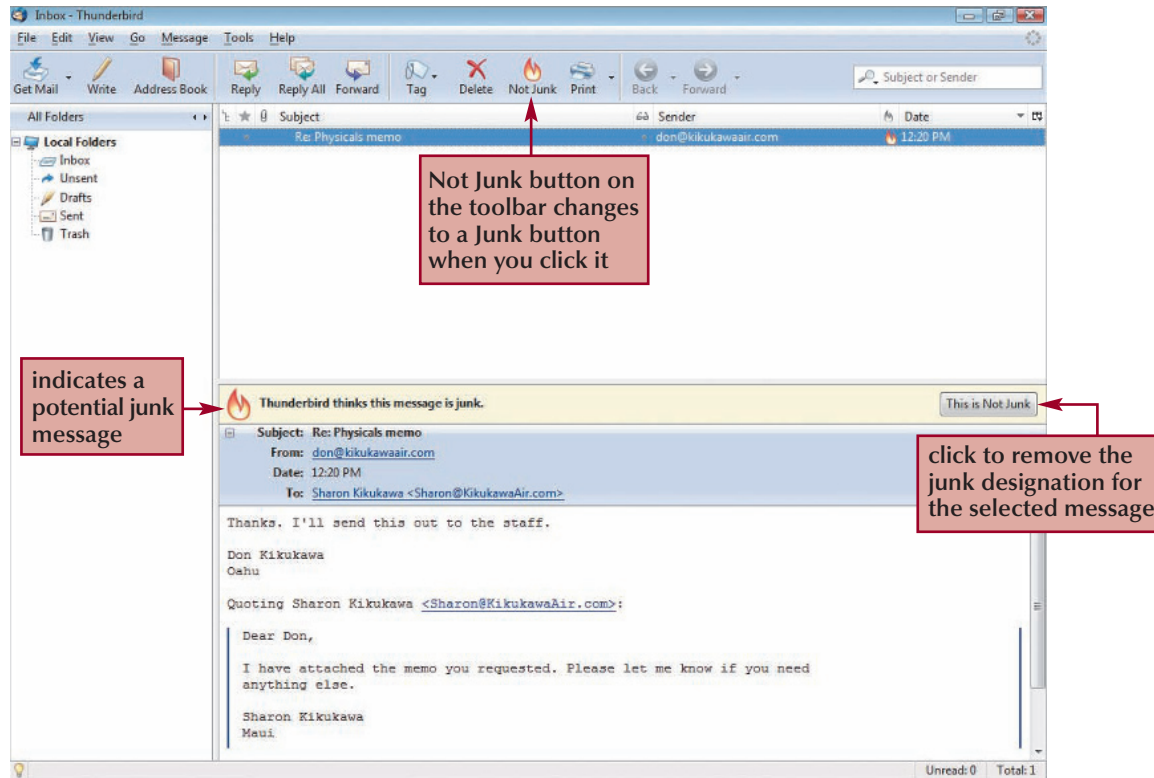 Inbox - Thunderbird
File Edit View Go Message Tools Help
Get Mail Write Address Book Reply Reply All Forward Tag Delete Not Junk Print Back Forward Subject or Sender
All Folders
Subject Sender Date
Local Folders
Inbox
Unsent
Drafts
Sent
Trash
Re: Physicals memo don@kikukawaair.com 12:20 PM
Not Junk button on
the toolbar changes
to a Junk button
when you click it
indicates a
potential junk
message
Thunderbird thinks this message is junk. This is Not Junk
click to remove the
junk designation for
the selected message
Subject: Re: Physicals memo
From: don@kikukawaair.com
Date: 12:20 PM
To: Sharon Kikukawa <Sharon@KikukawaAir.com>
Thanks. I'll send this out to the staff.
Don Kikukawa
Oahu
Quoting Sharon Kikukawa <Sharon@KikukawaAir.com>:
Dear Don,
I have attached the memo you requested. Please let me know if you need
anything else.
Sharon Kikukawa
Maui
Unread: 0 Total: 1